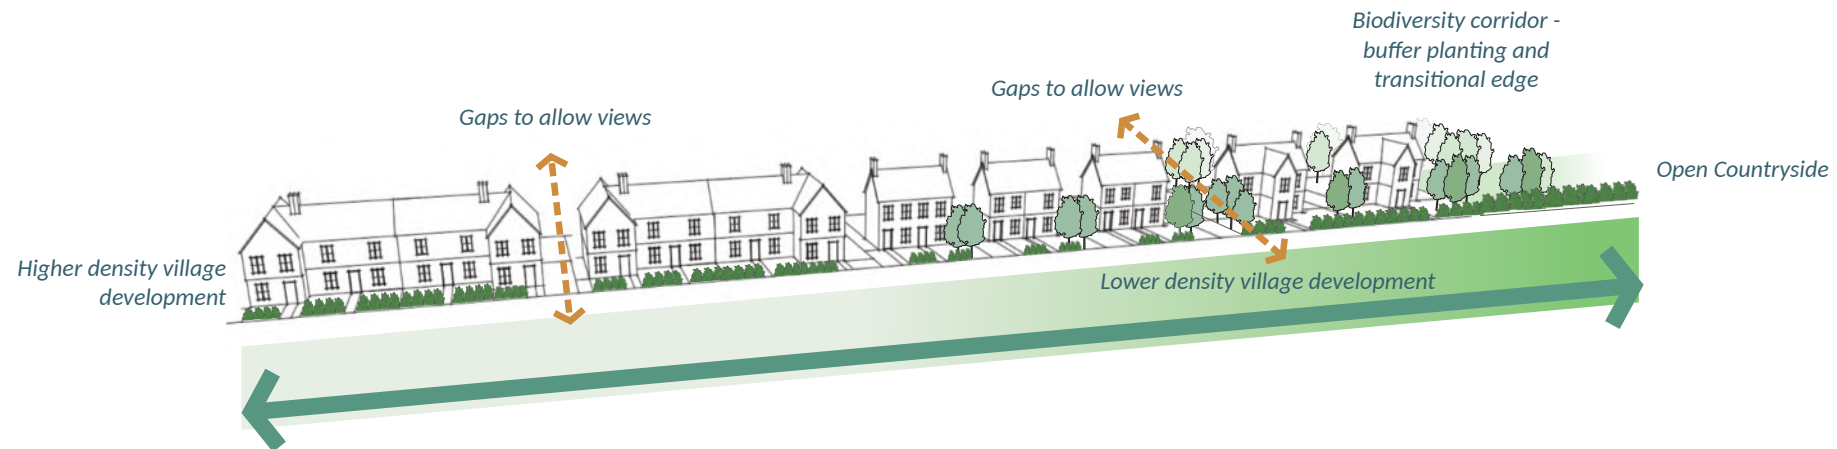 Biodiversity corridor -
buffer planting and
transitional edge
Gaps to allow views
Gaps to allow views
Open Countryside
Higher density village
development
Lower density village development